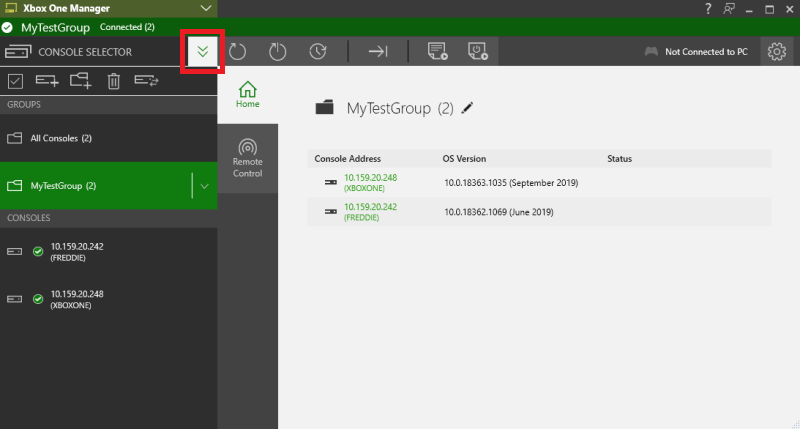 Xbox One Manager
?
MyTestGroup Connected (2)
CONSOLE SELECTOR
Not Connected to PC
GROUPS
All Consoles (2)
MyTestGroup (2)
CONSOLES
10.159.20.242
(FREDDIE)
10.159.20.248
(XBOXONE)
Home
Remote
Control
MyTestGroup (2)
Console Address OS Version Status
10.159.20.248
(XBOXONE)
10.0.18363.1035 (September 2019)
10.159.20.242
(FREDDIE)
10.0.18362.1069 (June 2019)